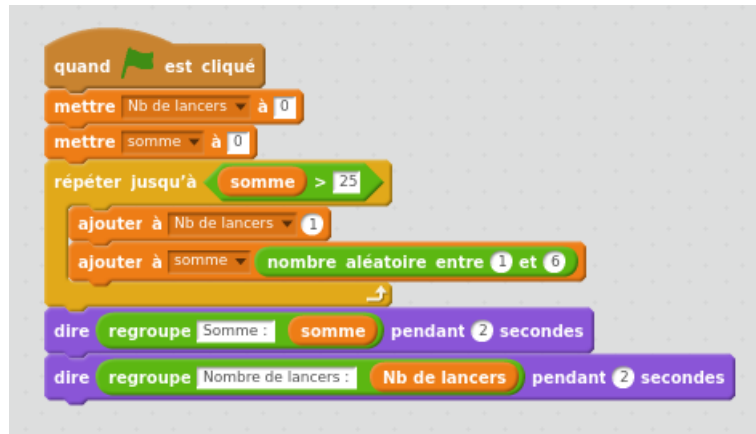 quand est cliqué
mettre Nb de lancers à 0
mettre somme à 0
répéter jusqu’à somme > 25
ajouter à Nb de lancers 1
ajouter à somme nombre aléatoire entre 1 et 6
dire regroupe Somme : somme pendant 2 secondes
dire regroupe Nombre de lancers : Nb de lancers pendant 2 secondes